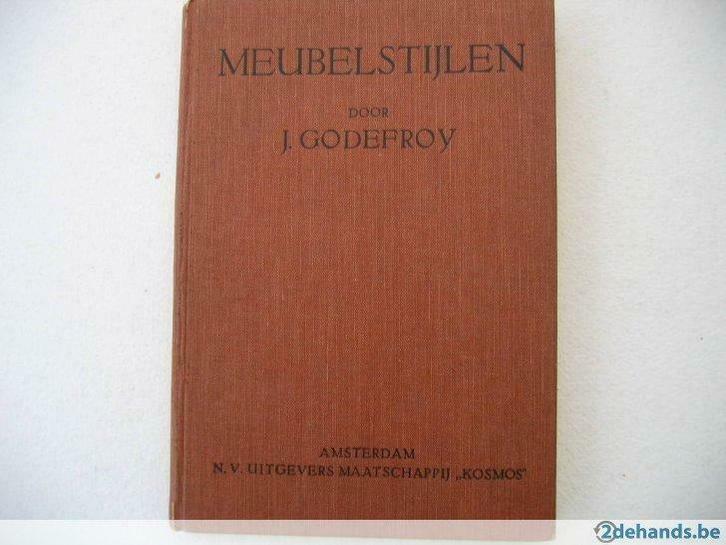 MEUBELSTIJLEN
DOOR
J. GODEFROY
AMSTERDAM
N.V. UITGEVERS MAATSCHAPPIJ „KOSMOS"
2dehands.be